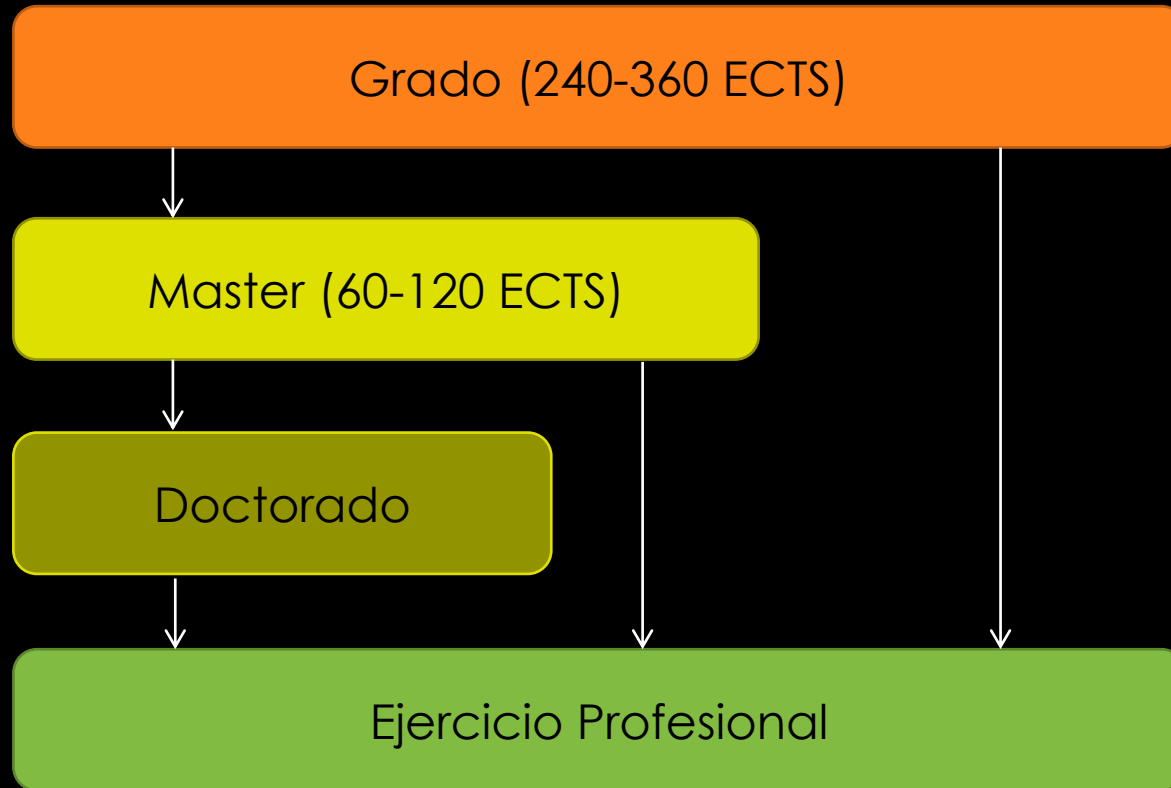 Grado (240-360 ECTS)
Master (60-120 ECTS)
Doctorado
Ejercicio Profesional